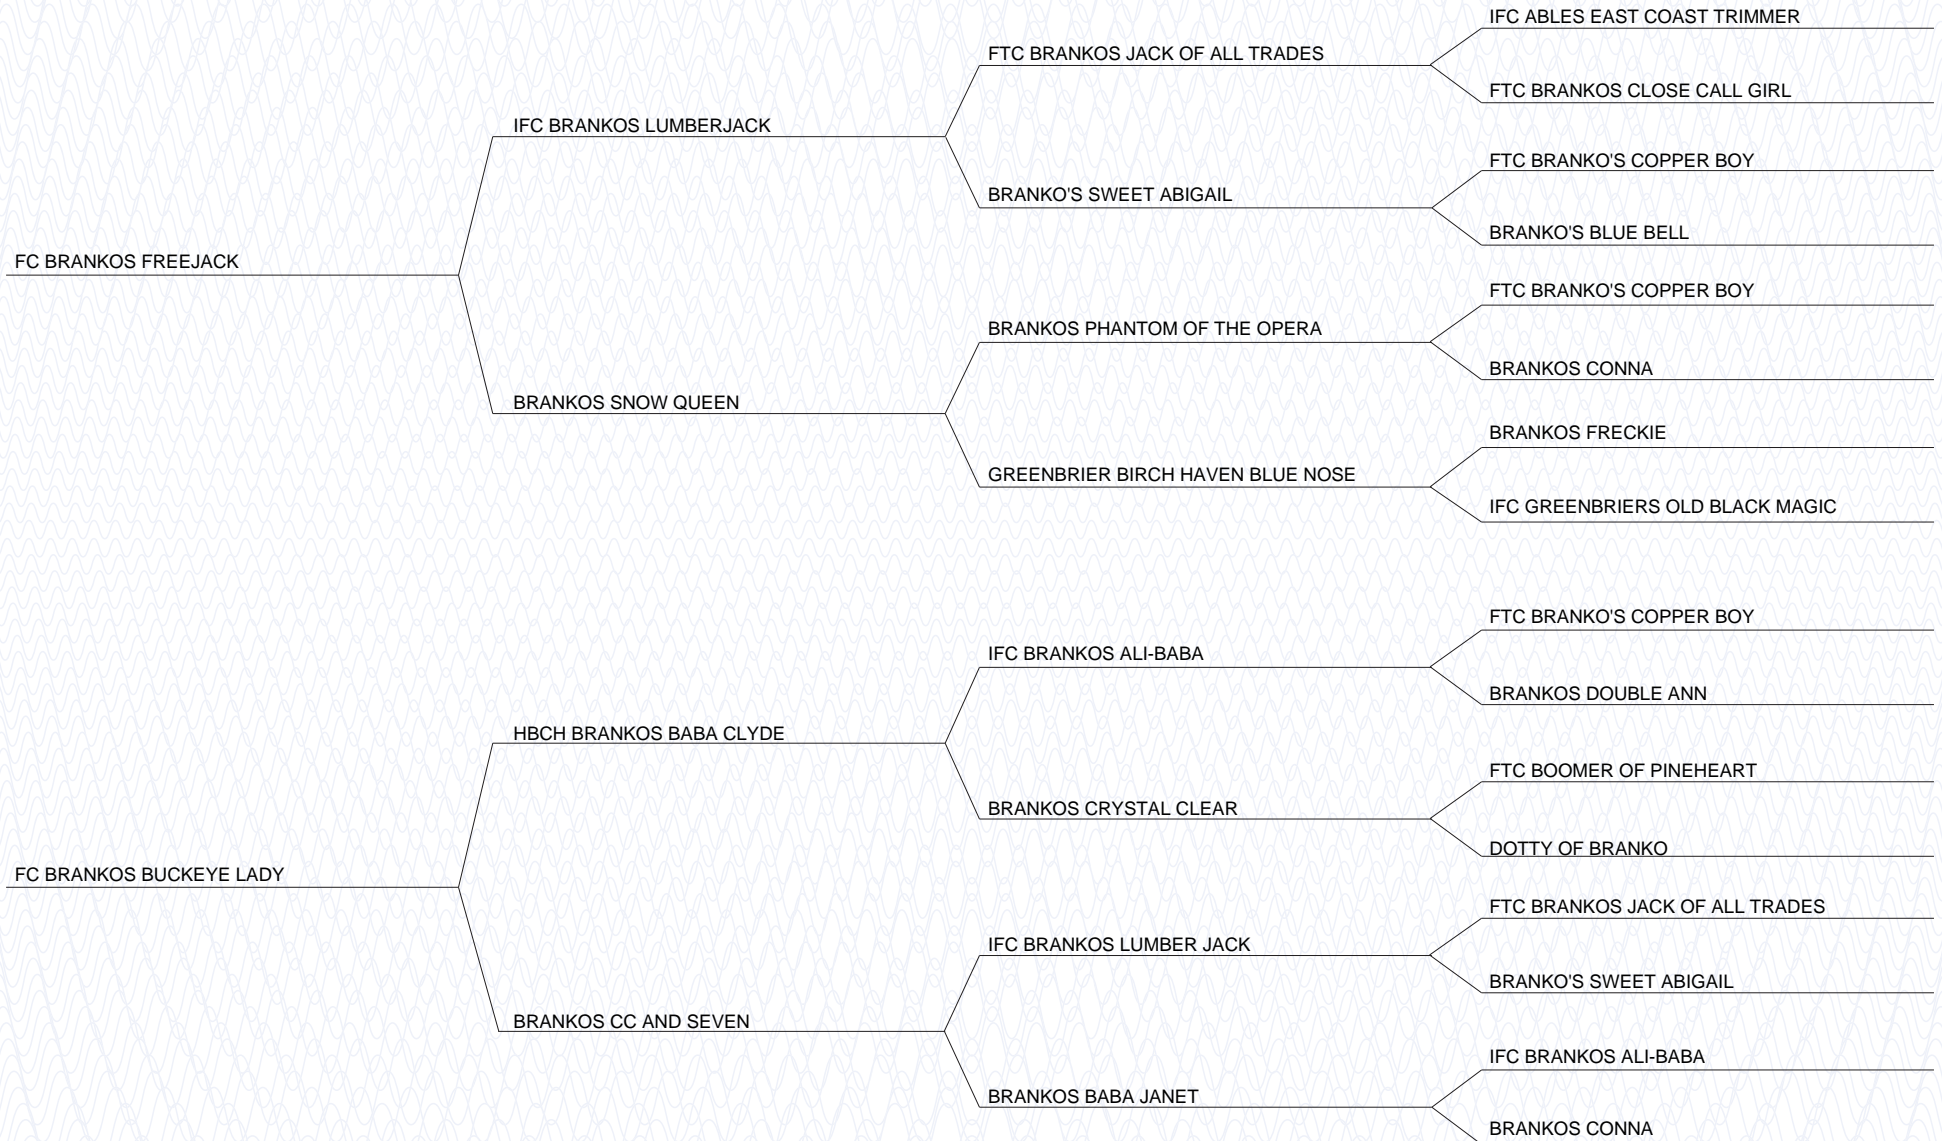 IFC ABLES EAST COAST TRIMMER
FTC BRANKOS JACK OF ALL TRADES
FTC BRANKOS CLOSE CALL GIRL
IFC BRANKOS LUMBERJACK
FTC BRANKO'S COPPER BOY
BRANKO'S SWEET ABIGAIL
BRANKO'S BLUE BELL
FC BRANKOS FREEJACK
FTC BRANKO'S COPPER BOY
BRANKOS PHANTOM OF THE OPERA
BRANKOS CONNA
BRANKOS SNOW QUEEN
BRANKOS FRECKIE
GREENBRIER BIRCH HAVEN BLUE NOSE
IFC GREENBRIERS OLD BLACK MAGIC
FTC BRANKO'S COPPER BOY
IFC BRANKOS ALI-BABA
BRANKOS DOUBLE ANN
HBCH BRANKOS BABA CLYDE
FTC BOOMER OF PINEHEART
BRANKOS CRYSTAL CLEAR
DOTTY OF BRANKO
FC BRANKOS BUCKEYE LADY
FTC BRANKOS JACK OF ALL TRADES
IFC BRANKOS LUMBER JACK
BRANKO'S SWEET ABIGAIL
BRANKOS CC AND SEVEN
IFC BRANKOS ALI-BABA
BRANKOS BABA JANET
BRANKOS CONNA